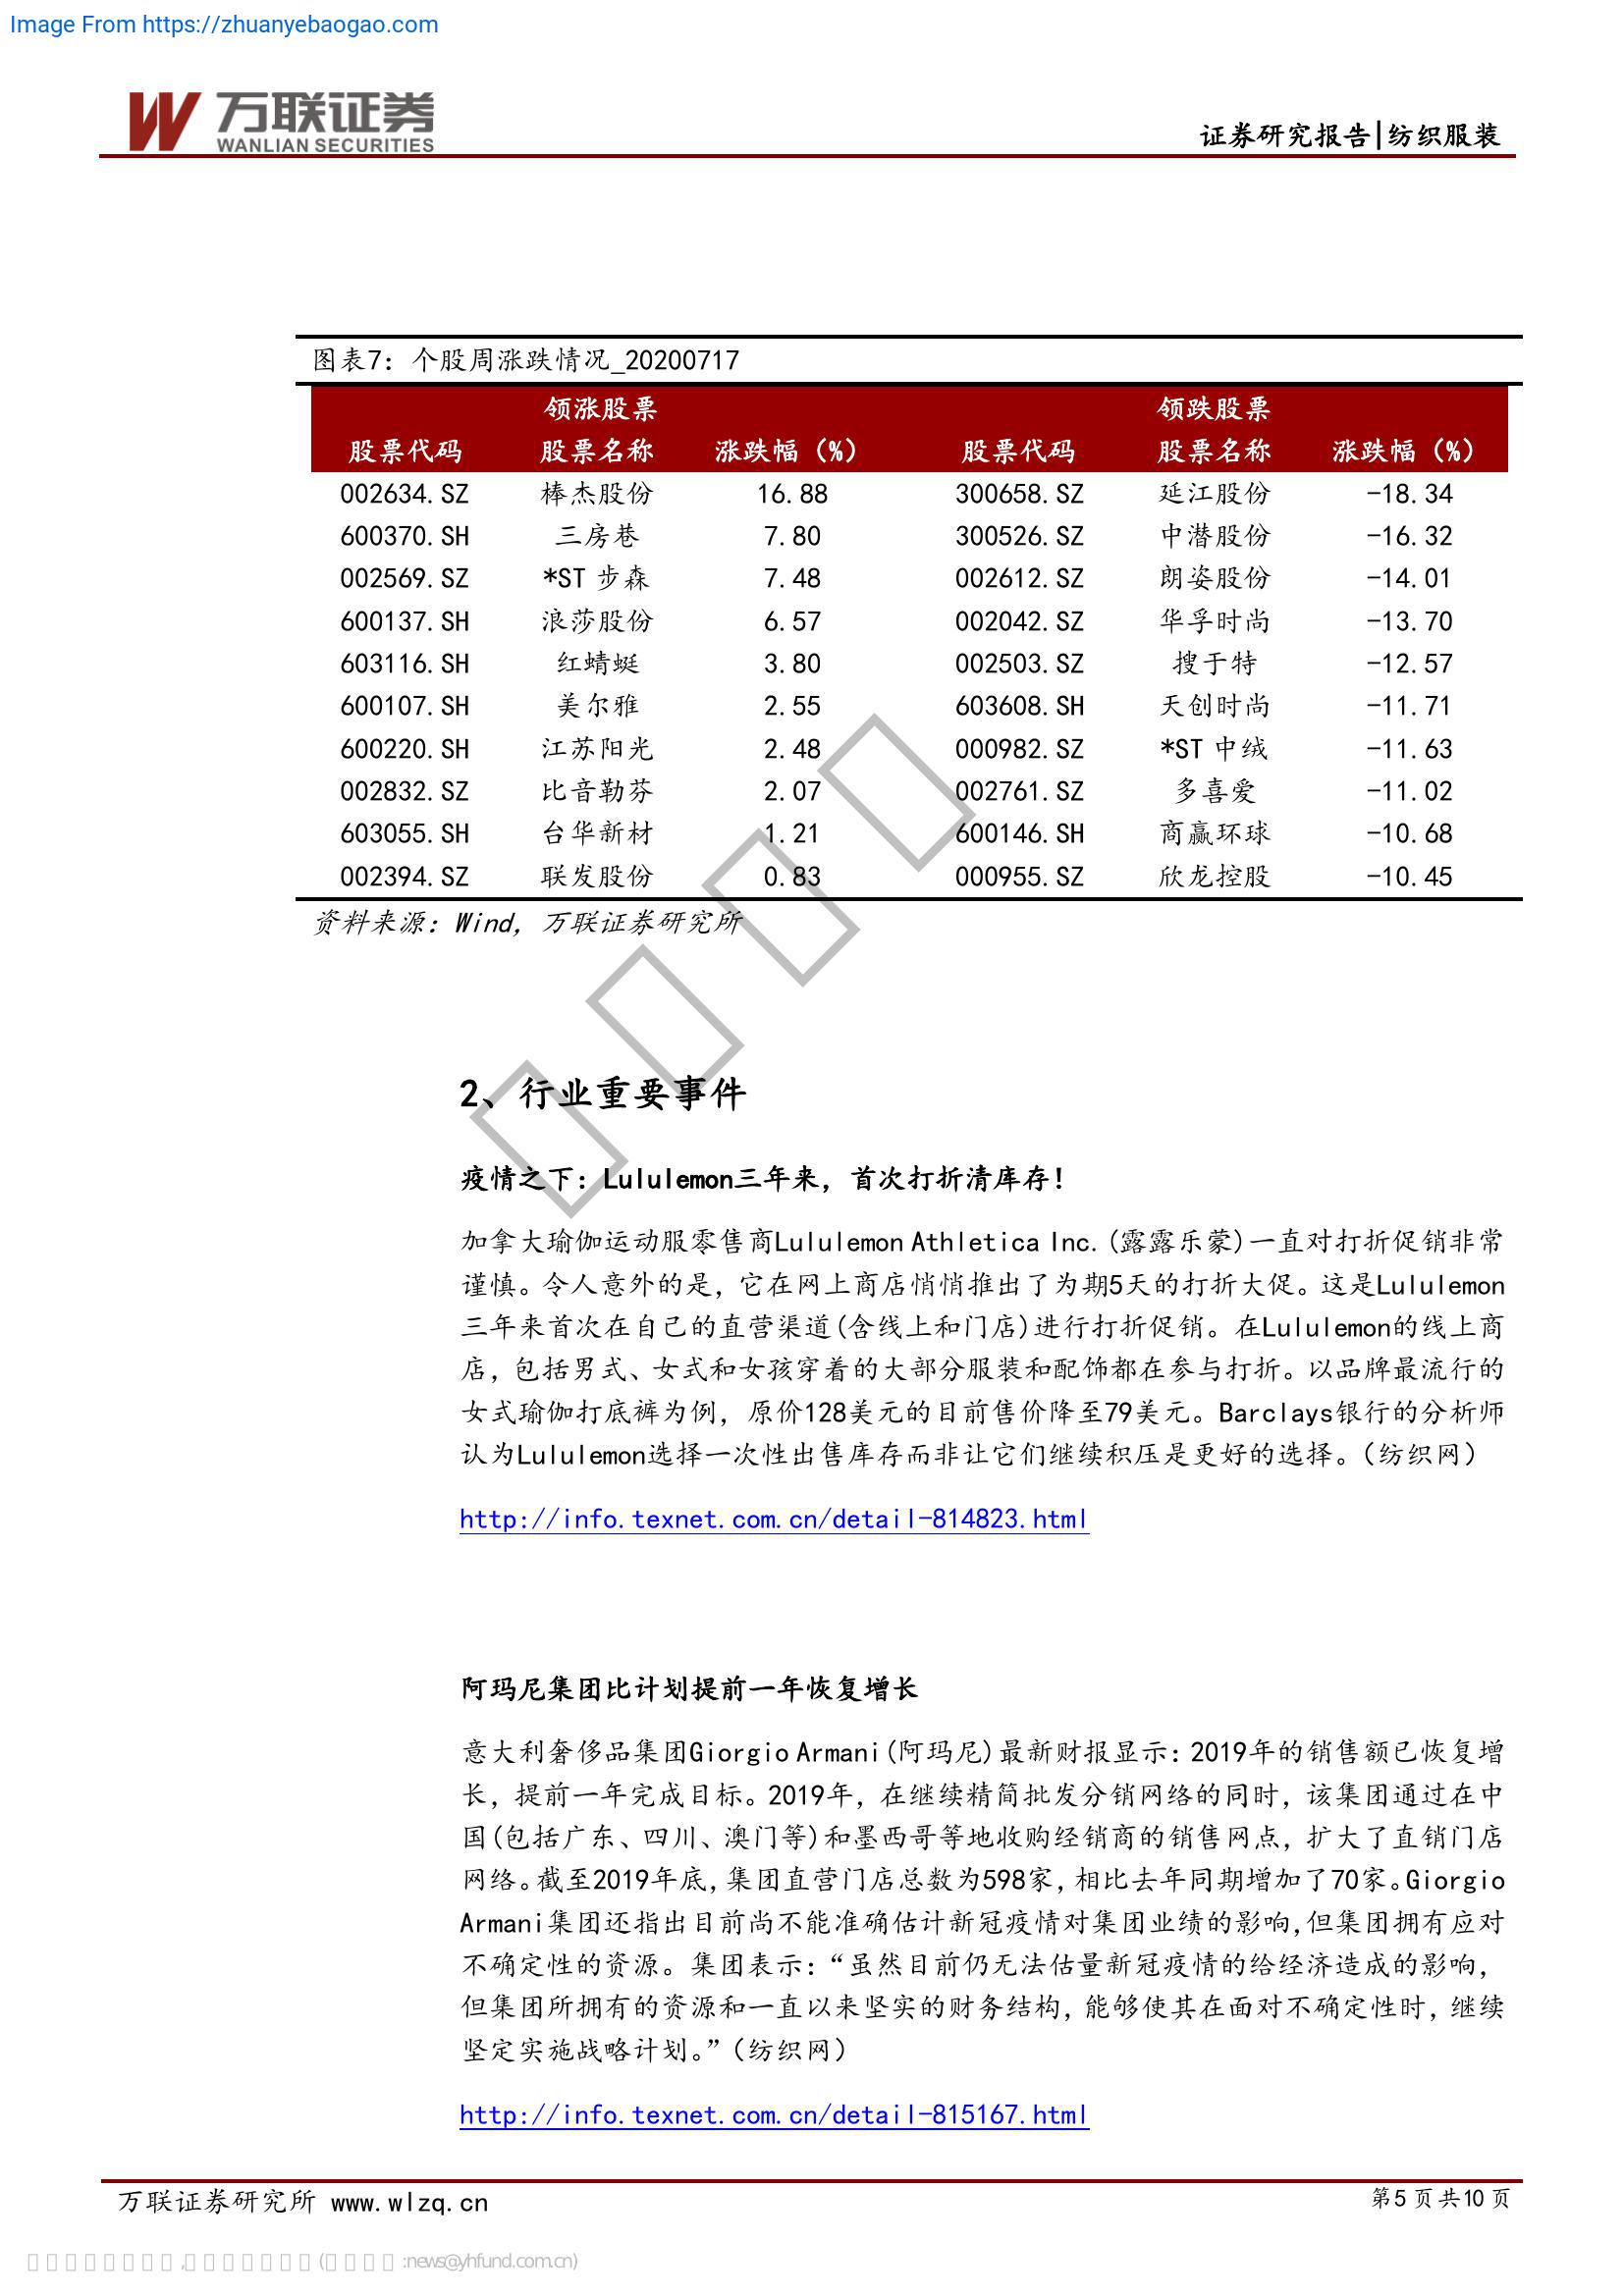 Image From https://zhuanyebaogao.com
万联证券
WANLIAN SECURITIES
证券研究报告|纺织服装
图表7：个股周涨跌情况_20200717
领涨股票 领跌股票
股票代码 股票名称 涨跌幅（%） 股票代码 股票名称 涨跌幅（%）
002634.SZ 棒杰股份 16.88 300658.SZ 延江股份 -18.34
600370.SH 三房巷 7.80 300526.SZ 中潜股份 -16.32
002569.SZ *ST 步森 7.48 002612.SZ 朗姿股份 -14.01
600137.SH 浪莎股份 6.57 002042.SZ 华孚时尚 -13.70
603116.SH 红蜻蜓 3.80 002503.SZ 搜于特 -12.57
600107.SH 美尔雅 2.55 603608.SH 天创时尚 -11.71
600220.SH 江苏阳光 2.48 000982.SZ *ST 中绒 -11.63
002832.SZ 比音勒芬 2.07 002761.SZ 多喜爱 -11.02
603055.SH 台华新材 1.21 600146.SH 商赢环球 -10.68
002394.SZ 联发股份 0.83 000955.SZ 欣龙控股 -10.45
资料来源：Wind，万联证券研究所
2、行业重要事件
疫情之下：Lululemon三年来，首次打折清库存！
加拿大瑜伽运动服零售商Lululemon Athletica Inc.(露露乐蒙)一直对打折促销非常
谨慎。令人意外的是，它在网上商店悄悄推出了为期5天的打折大促。这是Lululemon
三年来首次在自己的直营渠道(含线上和门店)进行打折促销。在Lululemon的线上商
店，包括男式、女式和女孩穿着的大部分服装和配饰都在参与打折。以品牌最流行的
女式瑜伽打底裤为例，原价128美元的目前售价降至79美元。Barclays银行的分析师
认为Lululemon选择一次性出售库存而非让它们继续积压是更好的选择。（纺织网）
http://info.texnet.com.cn/detail-814823.html
阿玛尼集团比计划提前一年恢复增长
意大利奢侈品集团Giorgio Armani(阿玛尼)最新财报显示：2019年的销售额已恢复增
长，提前一年完成目标。2019年，在继续精简批发分销网络的同时，该集团通过在中
国(包括广东、四川、澳门等)和墨西哥等地收购经销商的销售网点，扩大了直销门店
网络。截至2019年底，集团直营门店总数为598家，相比去年同期增加了70家。Giorgio
Armani集团还指出目前尚不能准确估计新冠疫情对集团业绩的影响，但集团拥有应对
不确定性的资源。集团表示：“虽然目前仍无法估量新冠疫情的给经济造成的影响，
但集团所拥有的资源和一直以来坚实的财务结构，能够使其在面对不确定性时，继续
坚定实施战略计划。”（纺织网）
http://info.texnet.com.cn/detail-815167.html
万联证券研究所 www.wlzq.cn
第 5 页 共 10 页
:news@yhfund.com.cn)